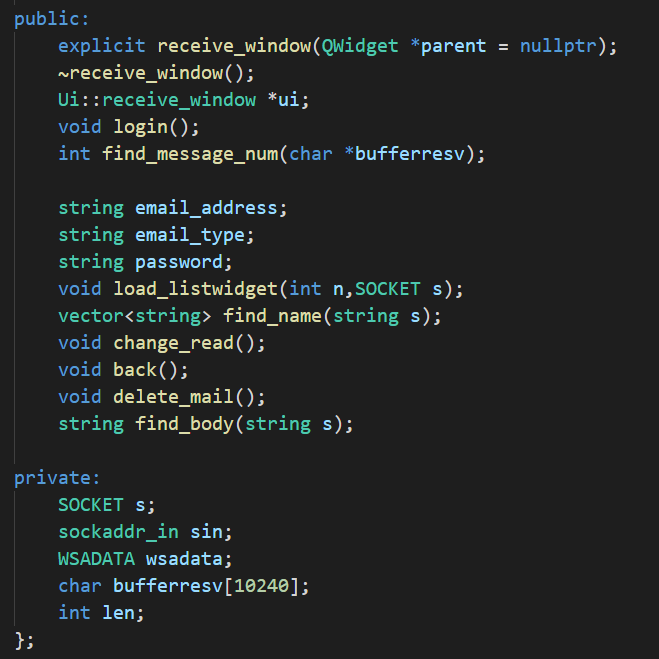 public:
    explicit receive_window(QWidget *parent = nullptr);
    ~receive_window();
    Ui::receive_window *ui;
    void login();
    int find_message_num(char *bufferresv);

    string email_address;
    string email_type;
    string password;
    void load_listwidget(int n,SOCKET s);
    vector<string> find_name(string s);
    void change_read();
    void back();
    void delete_mail();
    string find_body(string s);

private:
    SOCKET s;
    sockaddr_in sin;
    WSADATA wsadata;
    char bufferresv[10240];
    int len;
};